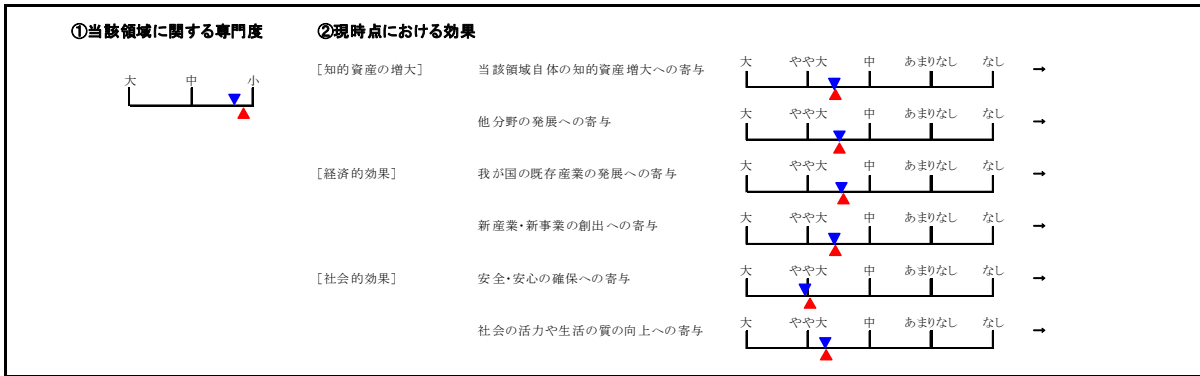 ①当該領域に関する専門度 ②現時点における効果
大 中 小
[知的資産の増大] 当該領域自体の知的資産増大への寄与 大 やや大 中 あまりなし なし →
他分野の発展への寄与 大 やや大 中 あまりなし なし →
[経済的効果] 我が国の既存産業の発展への寄与 大 やや大 中 あまりなし なし →
新産業・新事業の創出への寄与 大 やや大 中 あまりなし なし →
[社会的効果] 安全・安心の確保への寄与 大 やや大 中 あまりなし なし →
社会の活力や生活の質の向上への寄与 大 やや大 中 あまりなし なし →